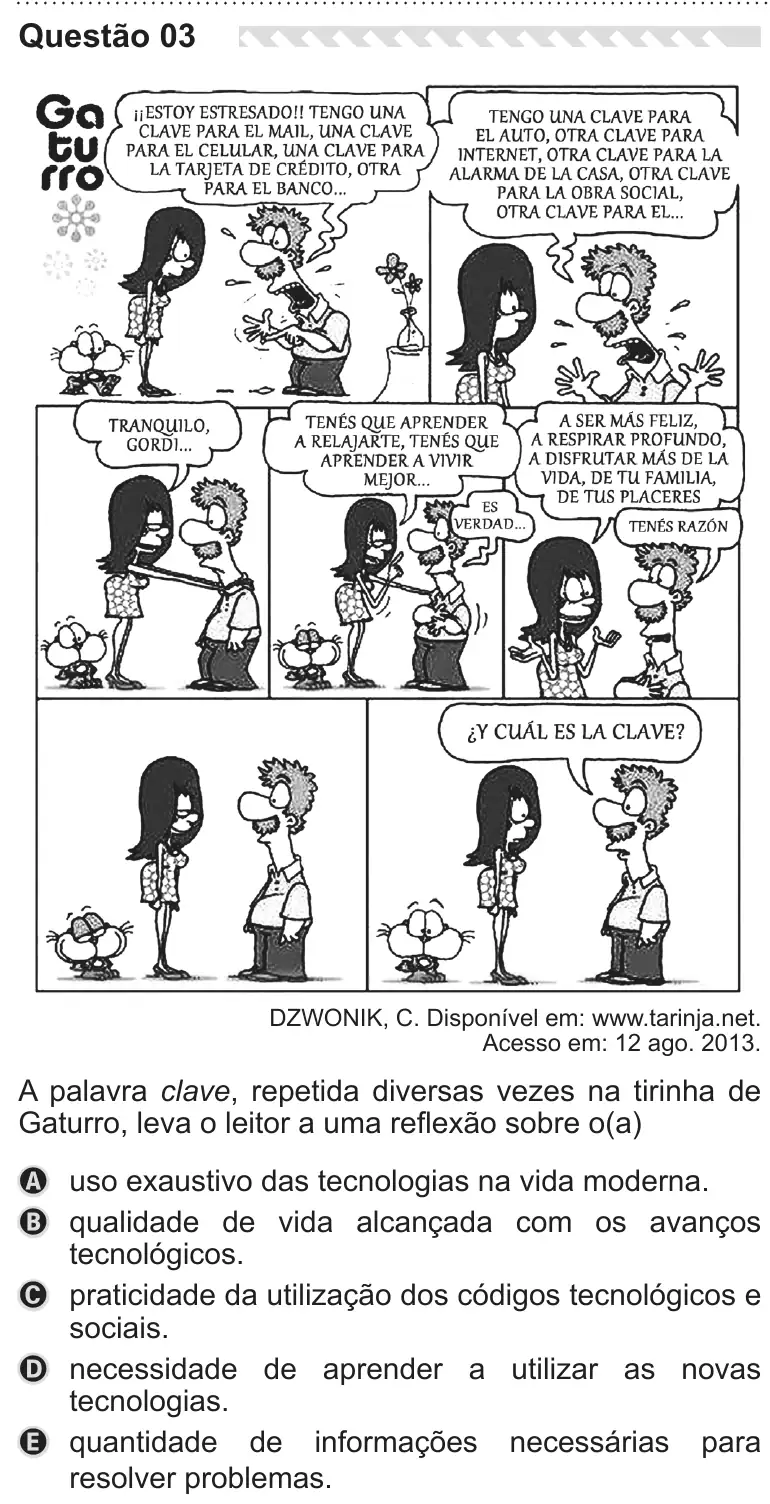 Questão 03
Ga
tu
rro
¡¡ESTOY ESTRESADO!! TENGO UNA
CLAVE PARA EL MAIL, UNA CLAVE
PARA EL CELULAR, UNA CLAVE PARA
LA TARJETA DE CRÉDITO, OTRA
PARA EL BANCO...
TENGO UNA CLAVE PARA
EL AUTO, OTRA CLAVE PARA
INTERNET, OTRA CLAVE PARA LA
ALARMA DE LA CASA, OTRA CLAVE
PARA LA OBRA SOCIAL,
OTRA CLAVE PARA EL...
TRANQUILO,
GORDI...
TENÉS QUE APRENDER
A RELAJARTE, TENÉS QUE
APRENDER A VIVIR
MEJOR...
ES
VERDAD...
A SER MÁS FELIZ,
A RESPIRAR PROFUNDO,
A DISFRUTAR MÁS DE LA
VIDA, DE TU FAMILIA,
DE TUS PLACERES
TENÉS RAZÓN
¿Y CUÁL ES LA CLAVE?
DZWONIK, C. Disponível em: www.tarinja.net.
Acesso em: 12 ago. 2013.
A palavra clave, repetida diversas vezes na tirinha de
Gaturro, leva o leitor a uma reflexão sobre o(a)
A uso exaustivo das tecnologias na vida moderna.
B qualidade de vida alcançada com os avanços
tecnológicos.
C praticidade da utilização dos códigos tecnológicos e
sociais.
D necessidade de aprender a utilizar as novas
tecnologias.
E quantidade de informações necessárias para
resolver problemas.